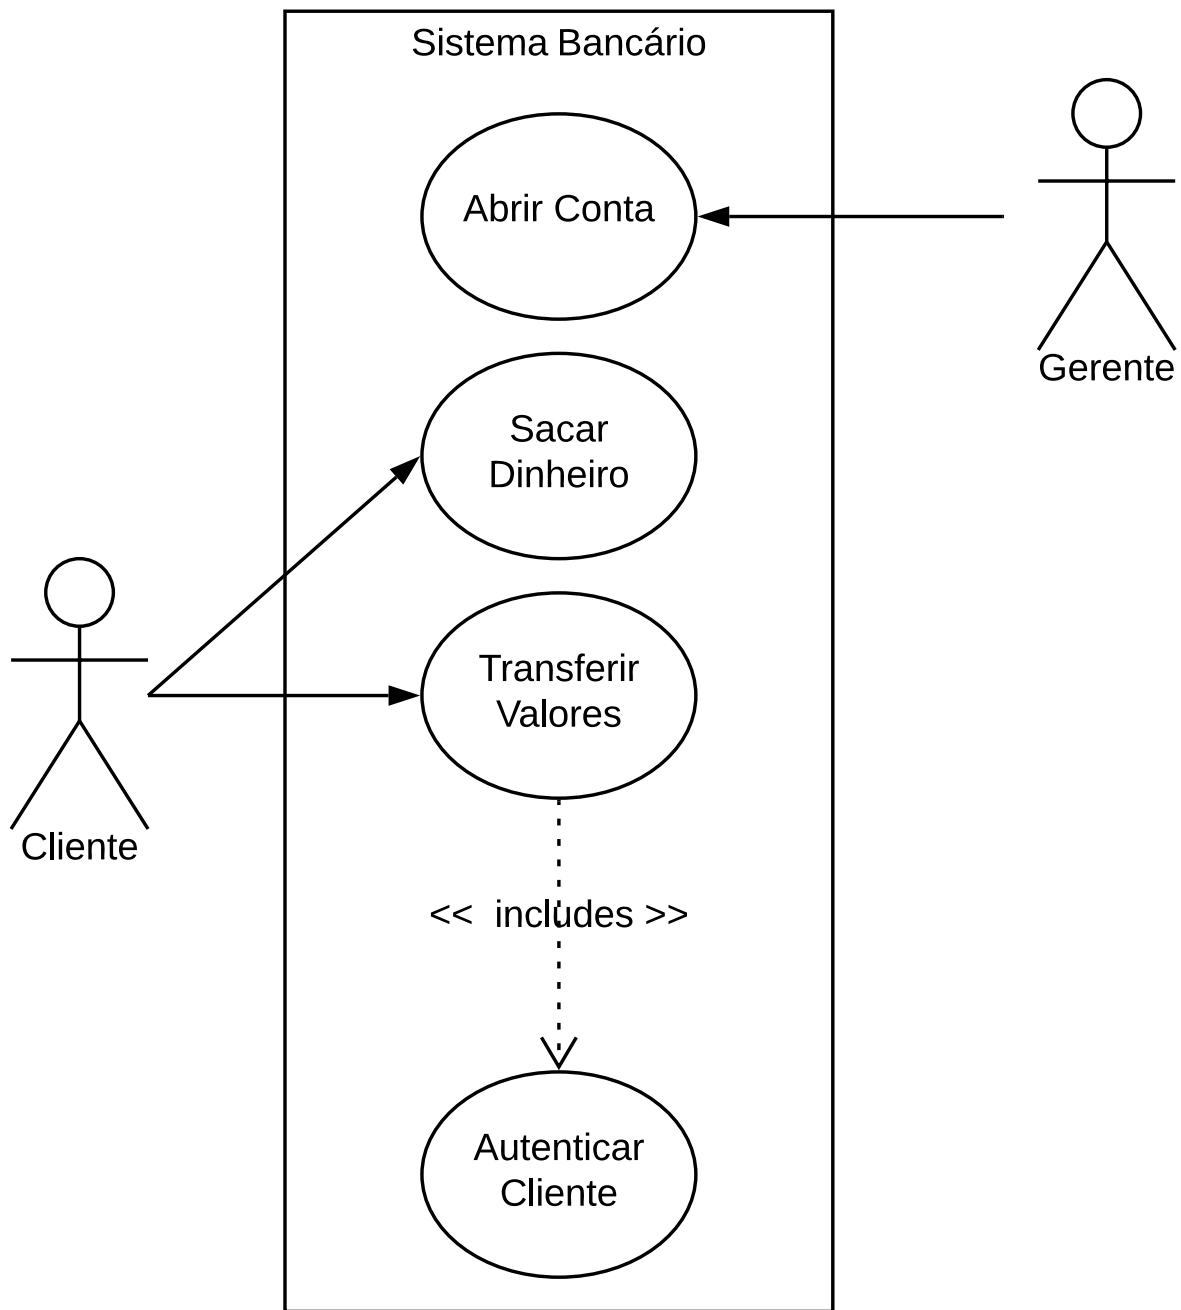 Sistema Bancário
Abrir Conta
Gerente
Sacar
Dinheiro
Transferir
Valores
Cliente
<< includes >>
Autenticar
Cliente